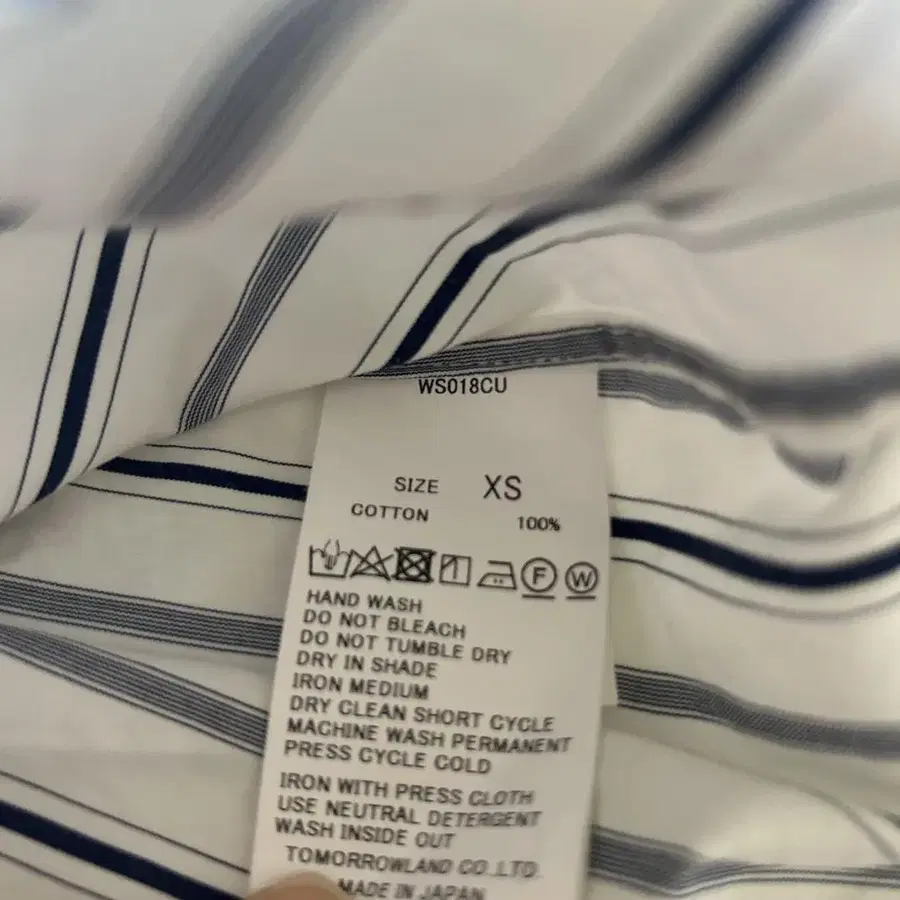 WS018CU
SIZE XS
COTTON 100%
F W
HAND WASH
DO NOT BLEACH
DO NOT TUMBLE DRY
DRY IN SHADE
IRON MEDIUM
DRY CLEAN SHORT CYCLE
MACHINE WASH PERMANENT
PRESS CYCLE COLD
IRON WITH PRESS CLOTH
USE NEUTRAL DETERGENT
WASH INSIDE OUT
TOMORROWLAND CO.,LTD.
MADE IN JAPAN